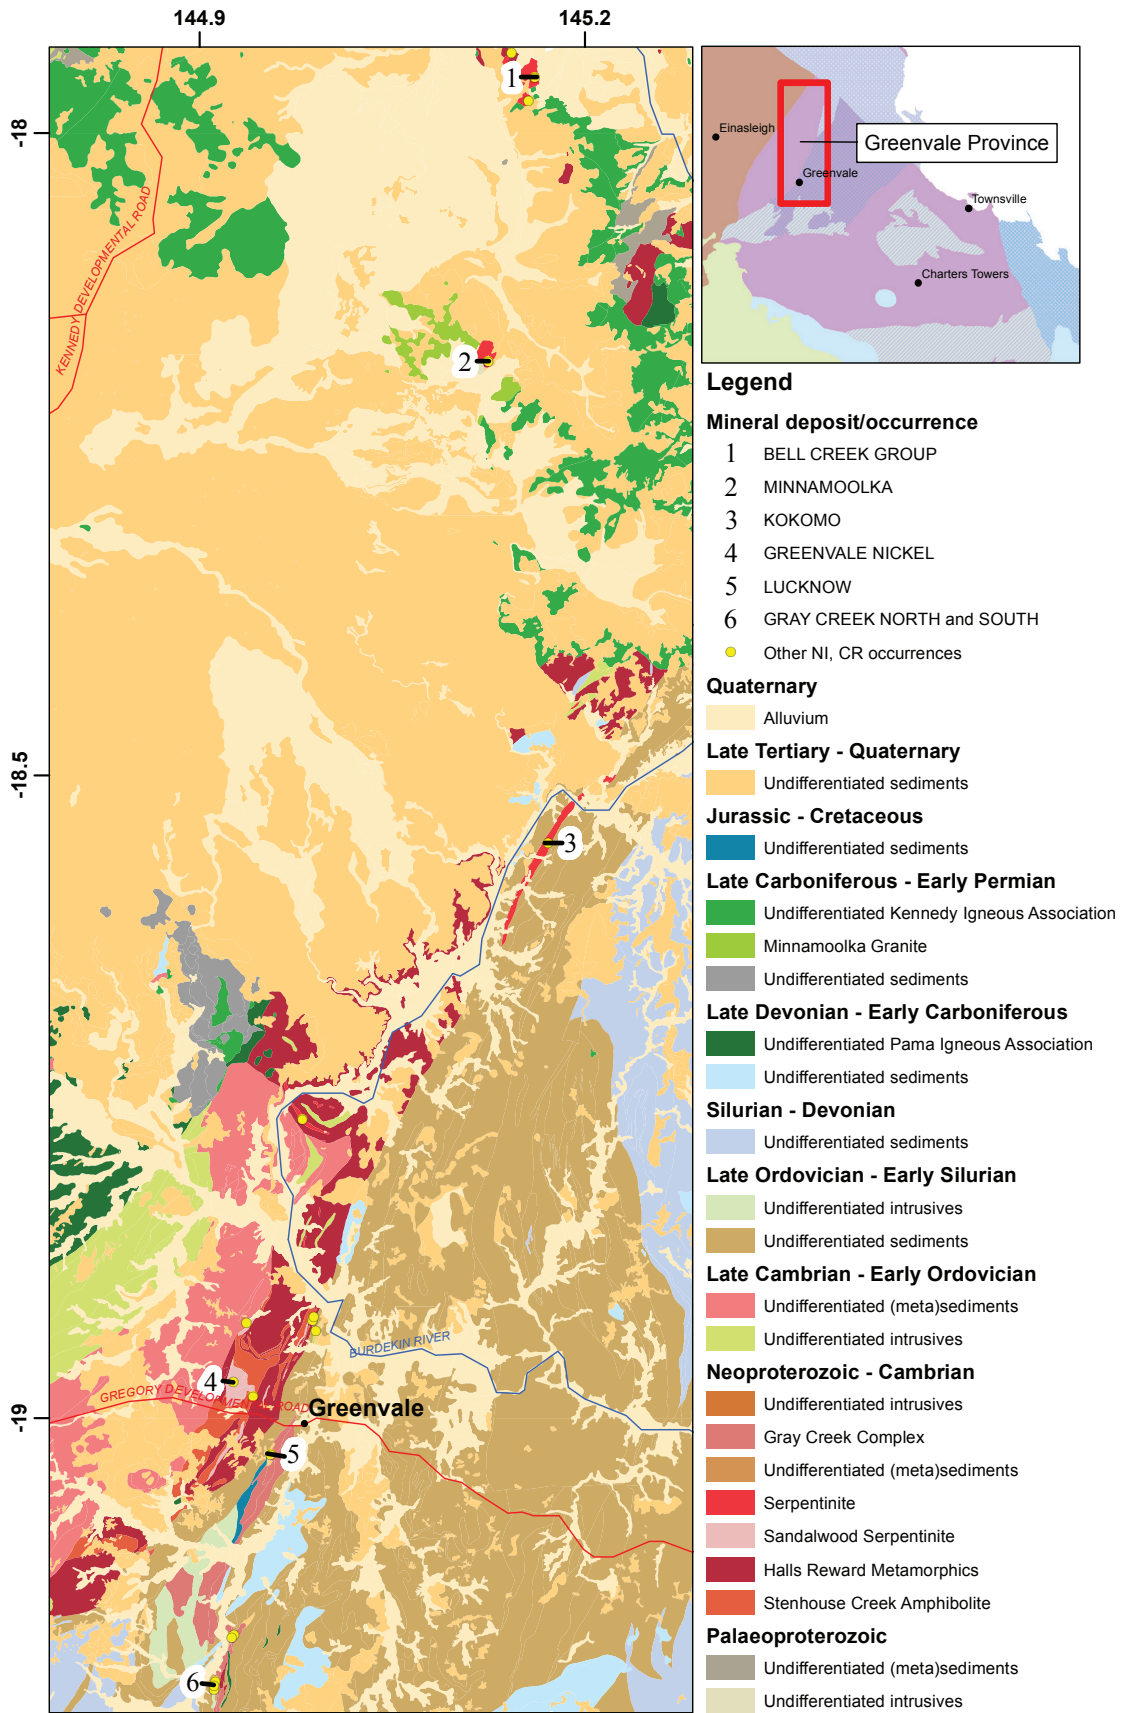 144.9
145.2
-18
-18.5
-19
KENNEDY DEVELOPMENTAL ROAD
1
2
3
BURDEKIN RIVER
4
GREGORY DEVELOPMENTAL ROAD
Greenvale
5
6
Einasleigh
Greenvale Province
Greenvale
Townsville
Charters Towers
Legend
Mineral deposit/occurrence
1 BELL CREEK GROUP
2 MINNAMOOLKA
3 KOKOMO
4 GREENVALE NICKEL
5 LUCKNOW
6 GRAY CREEK NORTH and SOUTH
Other NI, CR occurrences
Quaternary
Alluvium
Late Tertiary - Quaternary
Undifferentiated sediments
Jurassic - Cretaceous
Undifferentiated sediments
Late Carboniferous - Early Permian
Undifferentiated Kennedy Igneous Association
Minnamoolka Granite
Undifferentiated sediments
Late Devonian - Early Carboniferous
Undifferentiated Pama Igneous Association
Undifferentiated sediments
Silurian - Devonian
Undifferentiated sediments
Late Ordovician - Early Silurian
Undifferentiated intrusives
Undifferentiated sediments
Late Cambrian - Early Ordovician
Undifferentiated (meta)sediments
Undifferentiated intrusives
Neoproterozoic - Cambrian
Undifferentiated intrusives
Gray Creek Complex
Undifferentiated (meta)sediments
Serpentinite
Sandalwood Serpentinite
Halls Reward Metamorphics
Stenhouse Creek Amphibolite
Palaeoproterozoic
Undifferentiated (meta)sediments
Undifferentiated intrusives